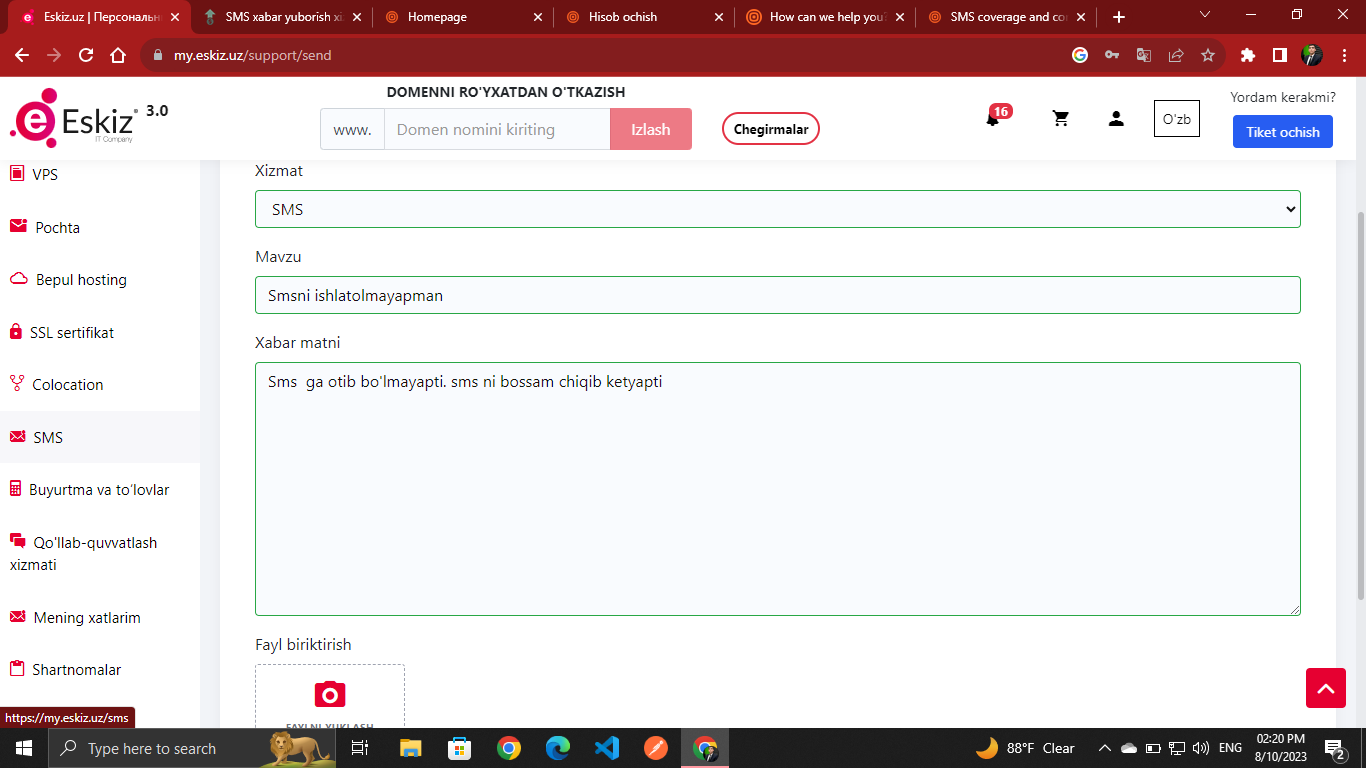 Eskiz.uz | Персональн
SMS xabar yuborish xiz
Homepage
Hisob ochish
How can we help you?
SMS coverage and co
my.eskiz.uz/support/send
Eskiz
IT Company
3.0
DOMENNI RO'YXATDAN O'TKAZISH
www.
Domen nomini kiriting
Izlash
Chegirmalar
16
O'zb
Yordam kerakmi?
Tiket ochish
VPS
Pochta
Bepul hosting
SSL sertifikat
Colocation
SMS
Buyurtma va to'lovlar
Qo'llab-quvvatlash
xizmati
Mening xatlarim
Shartnomalar
Xizmat
SMS
Mavzu
Smsni ishlatolmayapman
Xabar matni
Sms  ga otib bo'lmayapti. sms ni bossam chiqib ketyapti
Fayl biriktirish
FAYLNI YUKLASH
https://my.eskiz.uz/sms
Type here to search
88°F Clear
ENG
02:20 PM
8/10/2023
2